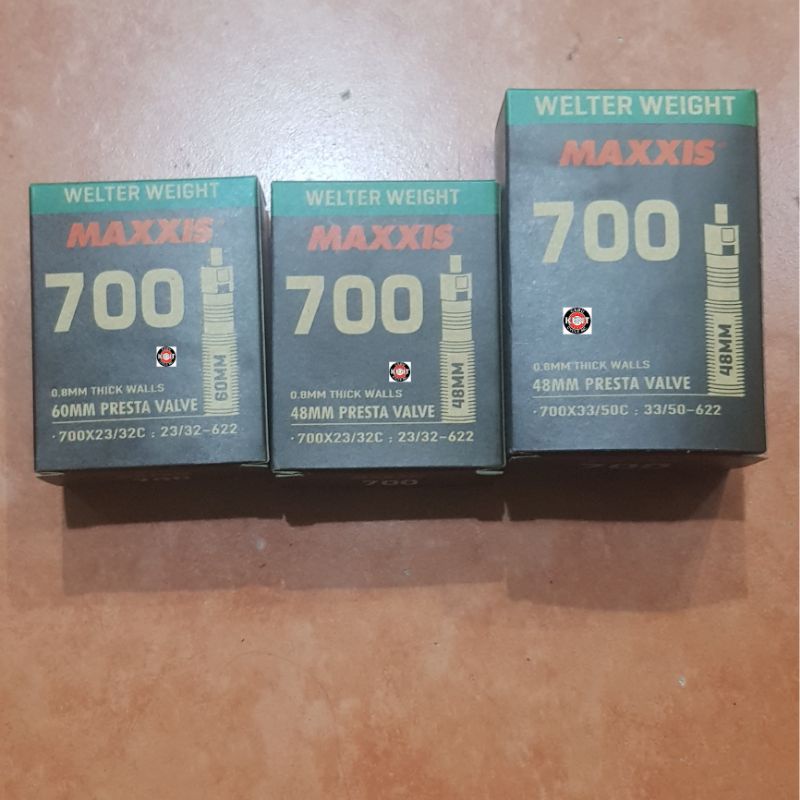 WELTER WEIGHT
MAXXIS
700
60MM
0.8MM THICK WALLS
60MM PRESTA VALVE
·700X23/32C : 23/32-622
WELTER WEIGHT
MAXXIS
700
48MM
0.8MM THICK WALLS
48MM PRESTA VALVE
·700X23/32C : 23/32-622
700
WELTER WEIGHT
MAXXIS
700
48MM
0.8MM THICK WALLS
48MM PRESTA VALVE
·700X33/50C : 33/50-622
700